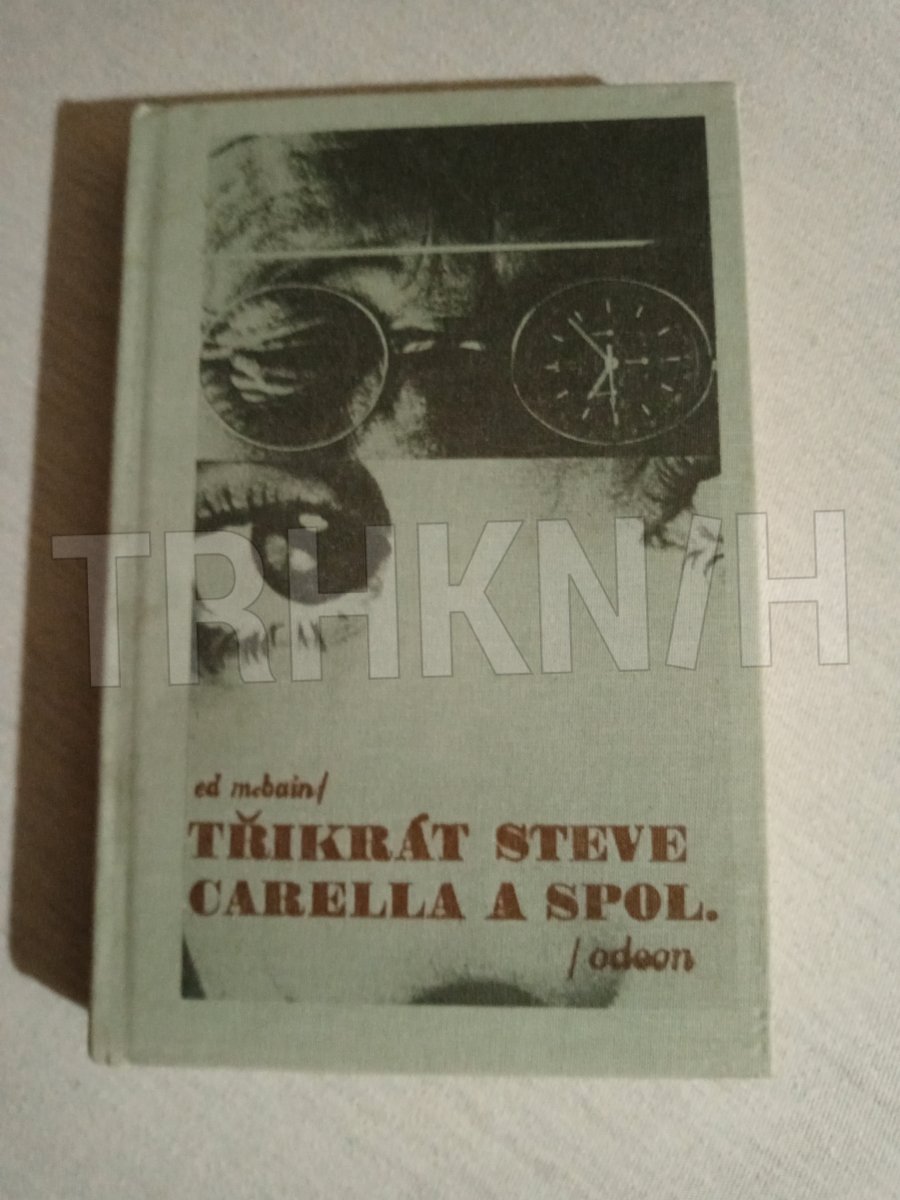 TRHKNIH
ed mcbain/
TŘIKRÁT STEVE
CARELLA A SPOL.
/odeon